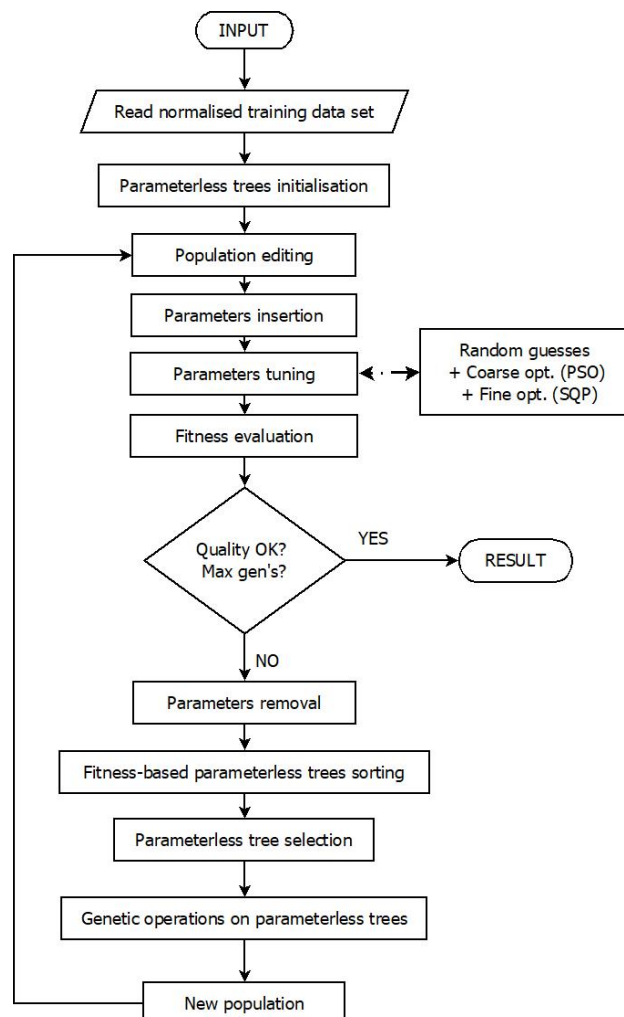 INPUT
Read normalised training data set
Parameterless trees initialisation
Population editing
Parameters insertion
Parameters tuning
Random guesses
+ Coarse opt. (PSO)
+ Fine opt. (SQP)
Fitness evaluation
Quality OK?
Max gen's?
YES
RESULT
NO
Parameters removal
Fitness-based parameterless trees sorting
Parameterless tree selection
Genetic operations on parameterless trees
New population